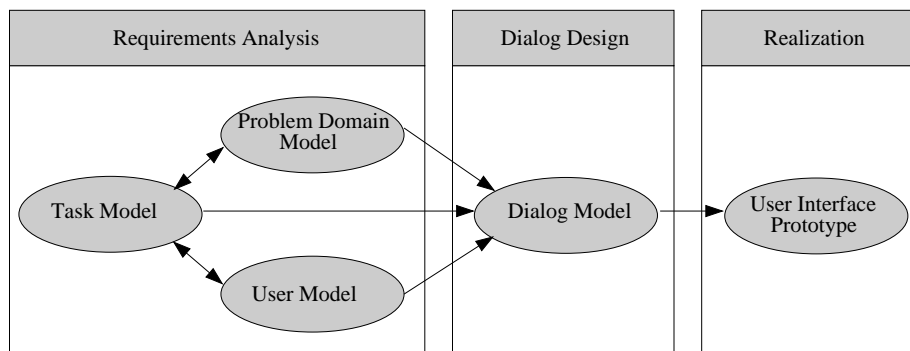 Requirements Analysis
Dialog Design
Realization
Problem Domain
Model
Task Model
User Model
Dialog Model
User Interface
Prototype